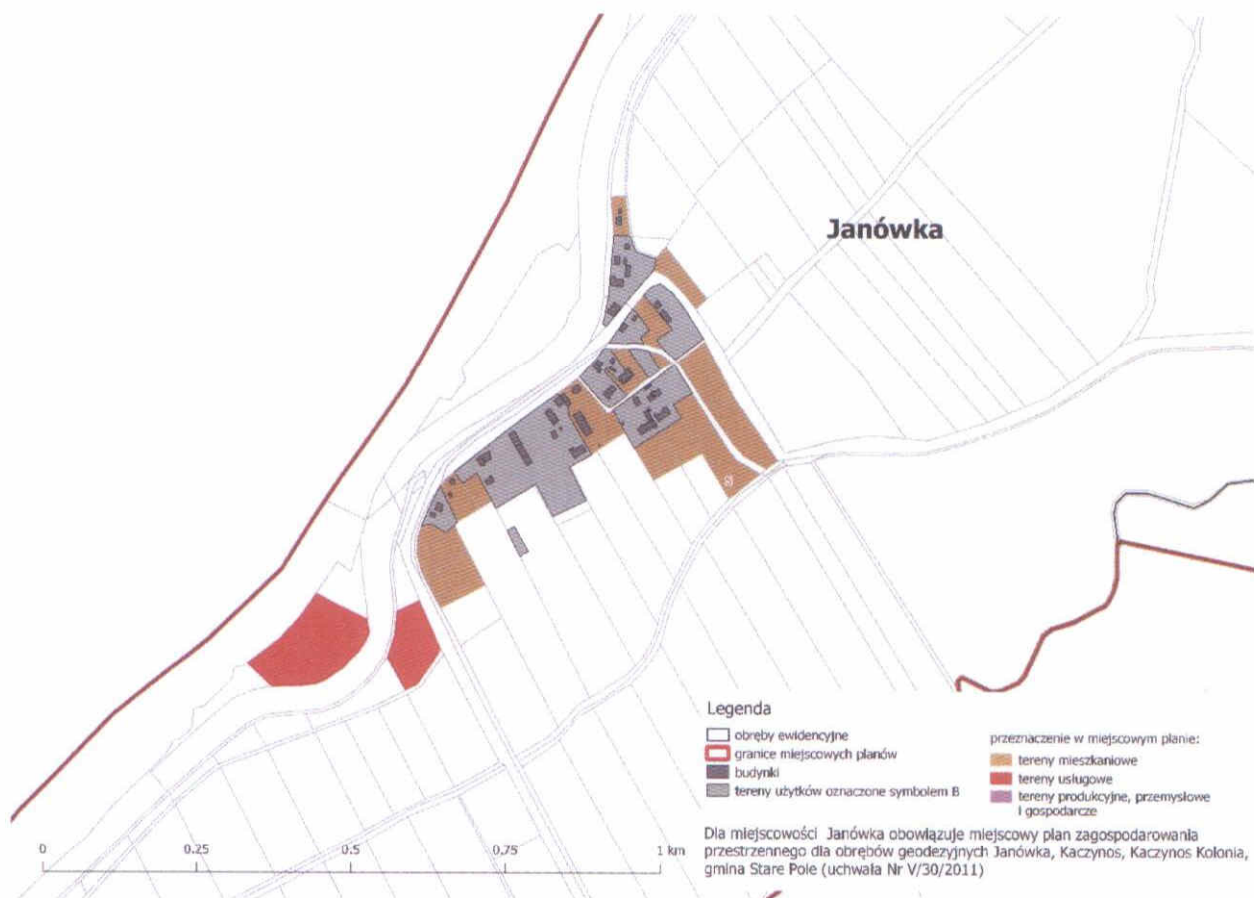 Janówka
Legenda
obręby ewidencyjne
granice miejscowych planów
budynki
tereny użytków oznaczone symbolem B
przeznaczenie w miejscowym planie:
tereny mieszkaniowe
tereny usługowe
tereny produkcyjne, przemysłowe
i gospodarcze
0 0.25 0.5 0.75 1 km
Dla miejscowości Janówka obowiązuje miejscowy plan zagospodarowania
przestrzennego dla obrębów geodezyjnych Janówka, Kaczynos, Kaczynos Kolonia,
gmina Stare Pole (uchwała Nr V/30/2011)